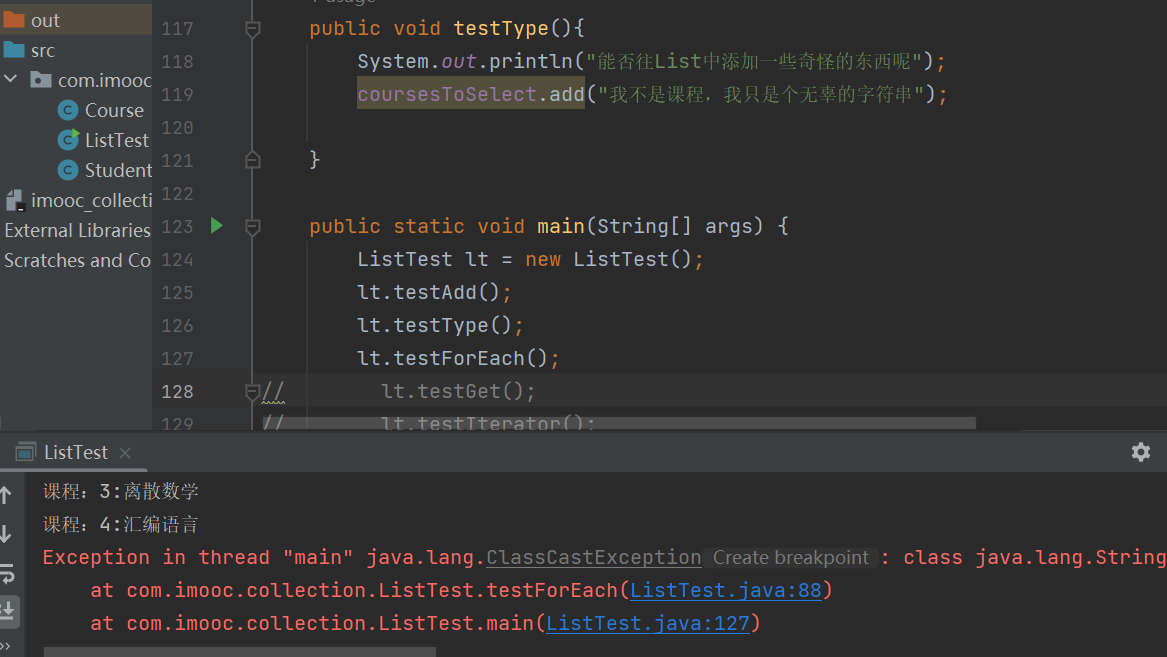 out
src
com.imooc
Course
ListTest
Student
imooc_collecti
External Libraries
Scratches and Co
117 public void testType(){
118 System.out.println("能否往List中添加一些奇怪的东西呢");
119 coursesToSelect.add("我不是课程，我只是个无辜的字符串");
120
121 }
122
123 public static void main(String[] args) {
124 ListTest lt = new ListTest();
125 lt.testAdd();
126 lt.testType();
127 lt.testForEach();
128 // lt.testGet();
129 // lt.testIterator();
ListTest
课程：3:离散数学
课程：4:汇编语言
Exception in thread "main" java.lang.ClassCastException Create breakpoint : class java.lang.String
at com.imooc.collection.ListTest.testForEach(ListTest.java:88)
at com.imooc.collection.ListTest.main(ListTest.java:127)